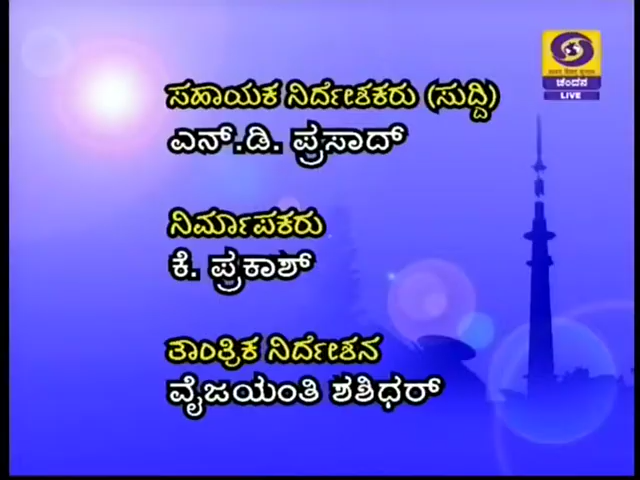 ಸಹಾಯಕ ನಿರ್ದೇಶಕರು (ಸುದ್ದಿ)
ಎನ್.ಡಿ. ಪ್ರಸಾದ್
ನಿರ್ಮಾಪಕರು
ಕೆ. ಪ್ರಕಾಶ್
ತಾಂತ್ರಿಕ ನಿರ್ದೇಶನ
ವೈಜಯಂತಿ ಶಶಿಧರ್
ಚಂದನ
LIVE